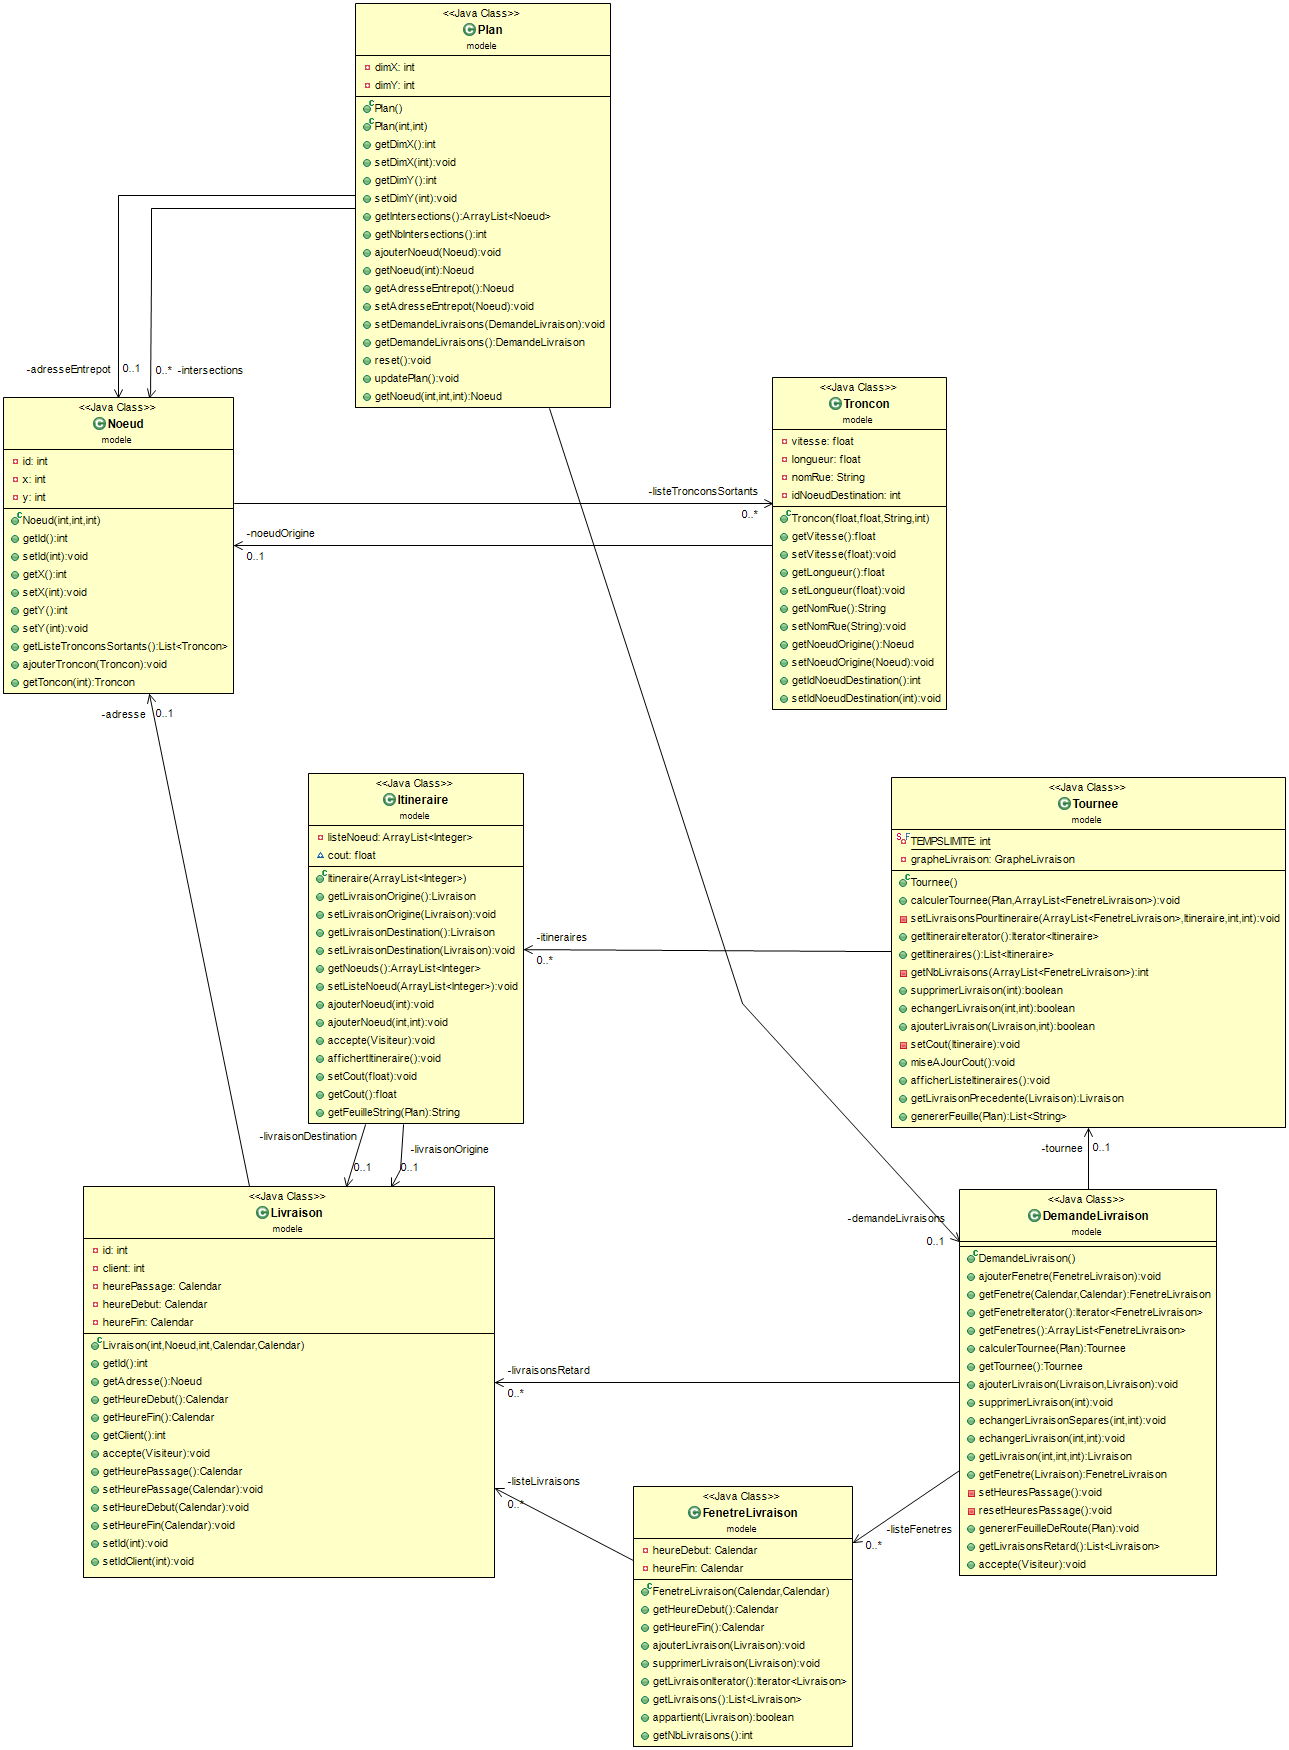 <<Java Class>>
Plan
modele
dimX: int
dimY: int
Plan()
Plan(int,int)
getDimX():int
setDimX(int):void
getDimY():int
setDimY(int):void
getIntersections():ArrayList<Noeud>
getNbIntersections():int
ajouterNoeud(Noeud):void
getNoeud(int):Noeud
getAdresseEntrepot():Noeud
setAdresseEntrepot(Noeud):void
setDemandeLivraisons(DemandeLivraison):void
getDemandeLivraisons():DemandeLivraison
reset():void
updatePlan():void
getNoeud(int,int,int):Noeud
-adresseEntrepot 0..1
0..* -intersections
<<Java Class>>
Noeud
modele
id: int
x: int
y: int
Noeud(int,int,int)
getId():int
setId(int):void
getX():int
setX(int):void
getY():int
setY(int):void
getListeTronconsSortants():List<Troncon>
ajouterTroncon(Troncon):void
getToncon(int):Troncon
-listeTronconsSortants
0..*
-noeudOrigine
0..1
<<Java Class>>
Troncon
modele
vitesse: float
longueur: float
nomRue: String
idNoeudDestination: int
Troncon(float,float,String,int)
getVitesse():float
setVitesse(float):void
getLongueur():float
setLongueur(float):void
getNomRue():String
setNomRue(String):void
getNoeudOrigine():Noeud
setNoeudOrigine(Noeud):void
getIdNoeudDestination():int
setIdNoeudDestination(int):void
-adresse 0..1
<<Java Class>>
Itineraire
modele
listeNoeud: ArrayList<Integer>
cout: float
Itineraire(ArrayList<Integer>)
getLivraisonOrigine():Livraison
setLivraisonOrigine(Livraison):void
getLivraisonDestination():Livraison
setLivraisonDestination(Livraison):void
getNoeuds():ArrayList<Integer>
setListeNoeud(ArrayList<Integer>):void
ajouterNoeud(int):void
ajouterNoeud(int,int):void
accepte(Visiteur):void
affichertItineraire():void
setCout(float):void
getCout():float
getFeuilleString(Plan):String
-itineraires
0..*
<<Java Class>>
Tournee
modele
S F
TEMPSLIMITE: int
grapheLivraison: GrapheLivraison
Tournee()
calculerTournee(Plan,ArrayList<FenetreLivraison>):void
setLivraisonsPourItineraire(ArrayList<FenetreLivraison>,Itineraire,int,int):void
getItineraireIterator():Iterator<Itineraire>
getItineraires():List<Itineraire>
getNbLivraisons(ArrayList<FenetreLivraison>):int
supprimerLivraison(int):boolean
echangerLivraison(int,int):boolean
ajouterLivraison(Livraison,int):boolean
setCout(Itineraire):void
miseAJourCout():void
afficherListeItineraires():void
getLivraisonPrecedente(Livraison):Livraison
genererFeuille(Plan):List<String>
-livraisonDestination
0..1
-livraisonOrigine
0..1
-tournee 0..1
<<Java Class>>
Livraison
modele
id: int
client: int
heurePassage: Calendar
heureDebut: Calendar
heureFin: Calendar
Livraison(int,Noeud,int,Calendar,Calendar)
getId():int
getAdresse():Noeud
getHeureDebut():Calendar
getHeureFin():Calendar
getClient():int
accepte(Visiteur):void
getHeurePassage():Calendar
setHeurePassage(Calendar):void
setHeureDebut(Calendar):void
setHeureFin(Calendar):void
setId(int):void
setIdClient(int):void
-demandeLivraisons
0..1
<<Java Class>>
DemandeLivraison
modele
DemandeLivraison()
ajouterFenetre(FenetreLivraison):void
getFenetre(Calendar,Calendar):FenetreLivraison
getFenetreIterator():Iterator<FenetreLivraison>
getFenetres():ArrayList<FenetreLivraison>
calculerTournee(Plan):Tournee
getTournee():Tournee
ajouterLivraison(Livraison,Livraison):void
supprimerLivraison(int):void
echangerLivraisonSepares(int,int):void
echangerLivraison(int,int):void
getLivraison(int,int,int):Livraison
getFenetre(Livraison):FenetreLivraison
setHeuresPassage():void
resetHeuresPassage():void
genererFeuilleDeRoute(Plan):void
getLivraisonsRetard():List<Livraison>
accepte(Visiteur):void
-livraisonsRetard
0..*
-listeLivraisons
0..*
-listeFenetres
0..*
<<Java Class>>
FenetreLivraison
modele
heureDebut: Calendar
heureFin: Calendar
FenetreLivraison(Calendar,Calendar)
getHeureDebut():Calendar
getHeureFin():Calendar
ajouterLivraison(Livraison):void
supprimerLivraison(Livraison):void
getLivraisonIterator():Iterator<Livraison>
getLivraisons():List<Livraison>
appartient(Livraison):boolean
getNbLivraisons():int